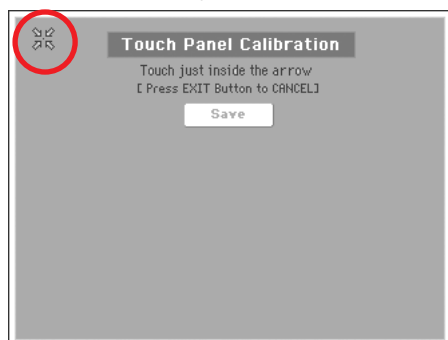 Touch Panel Calibration
Touch just inside the arrow
[ Press EXIT Button to CANCEL]
Save